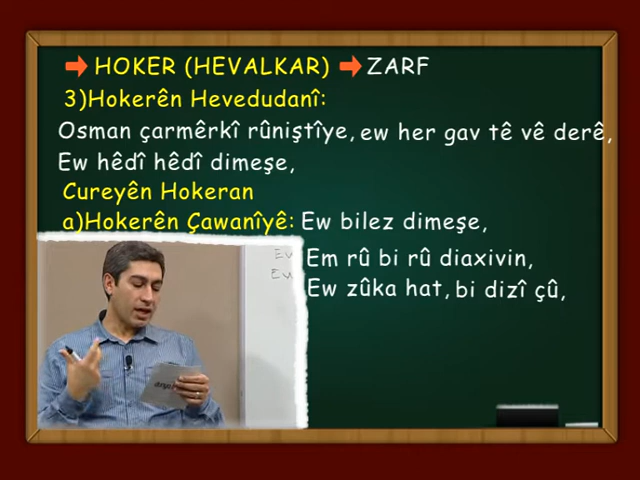 HOKER (HEVALKAR) ZARF
3)Hokerên Hevedudanî:
Osman çarmêrkî rûniştîye, ew her gav tê vê derê,
Ew hêdî hêdî dimeşe,
Cureyên Hokeran
a)Hokerên Çawanîyê: Ew bilez dimeşe,
Em rû bi rû diaxivin,
Ew zûka hat, bi dizî çû,